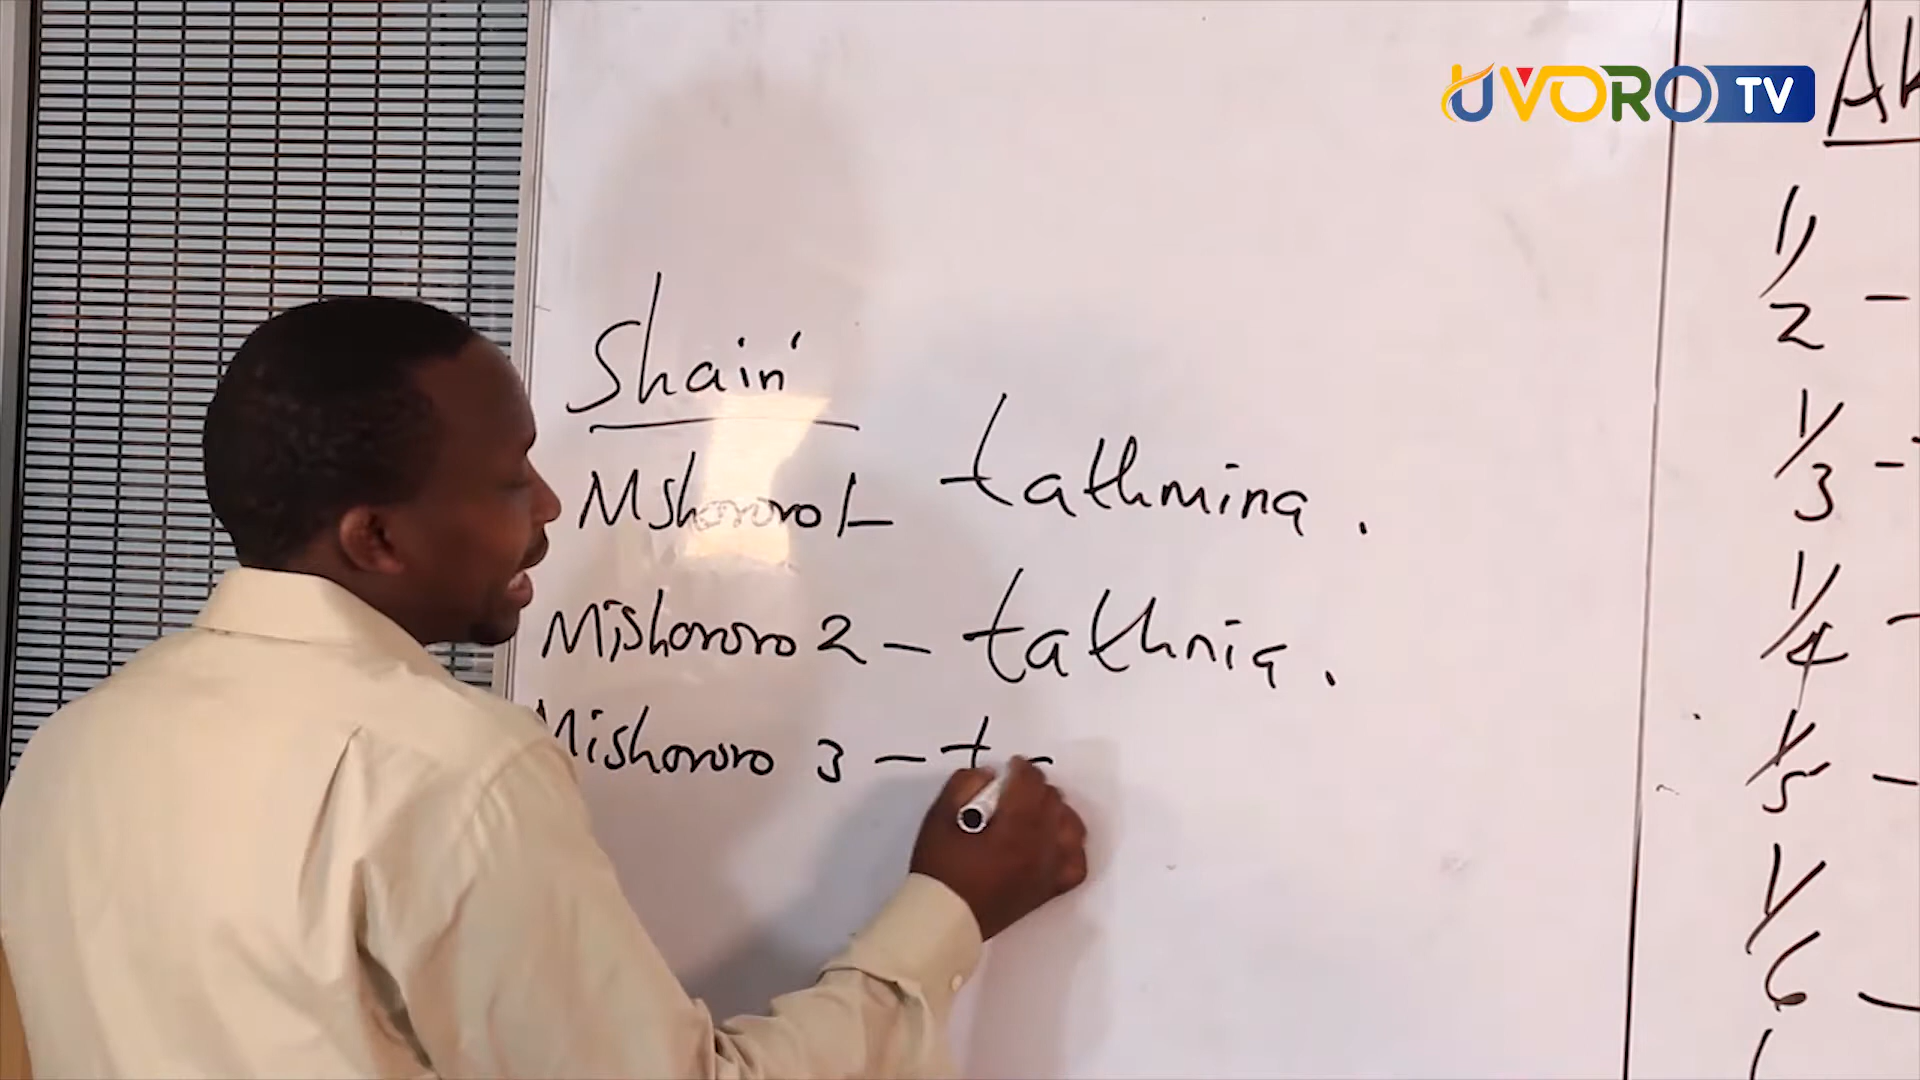 UVORO TV
Shairi
Mshororo 1- tathmina.
Mishororo 2 - tathnia.
Mishororo 3 - t
1/2 -
1/3 -
1/4 -
1/5 -
1/6 -